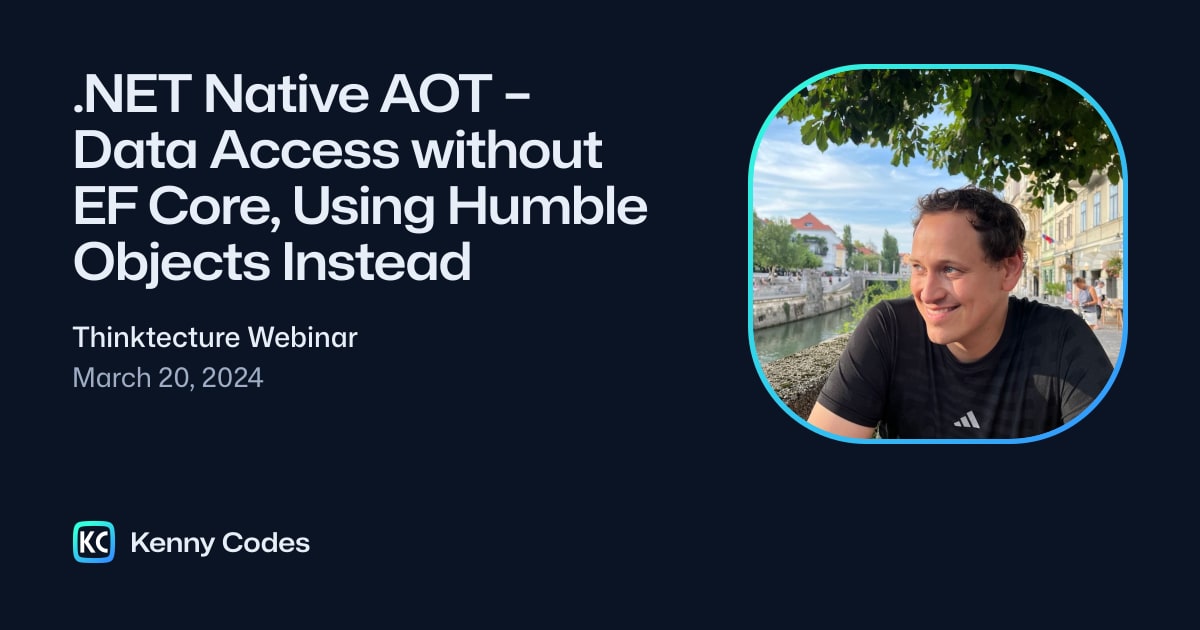 .NET Native AOT –
Data Access without
EF Core, Using Humble
Objects Instead
Thinktecture Webinar
March 20, 2024
KC Kenny Codes